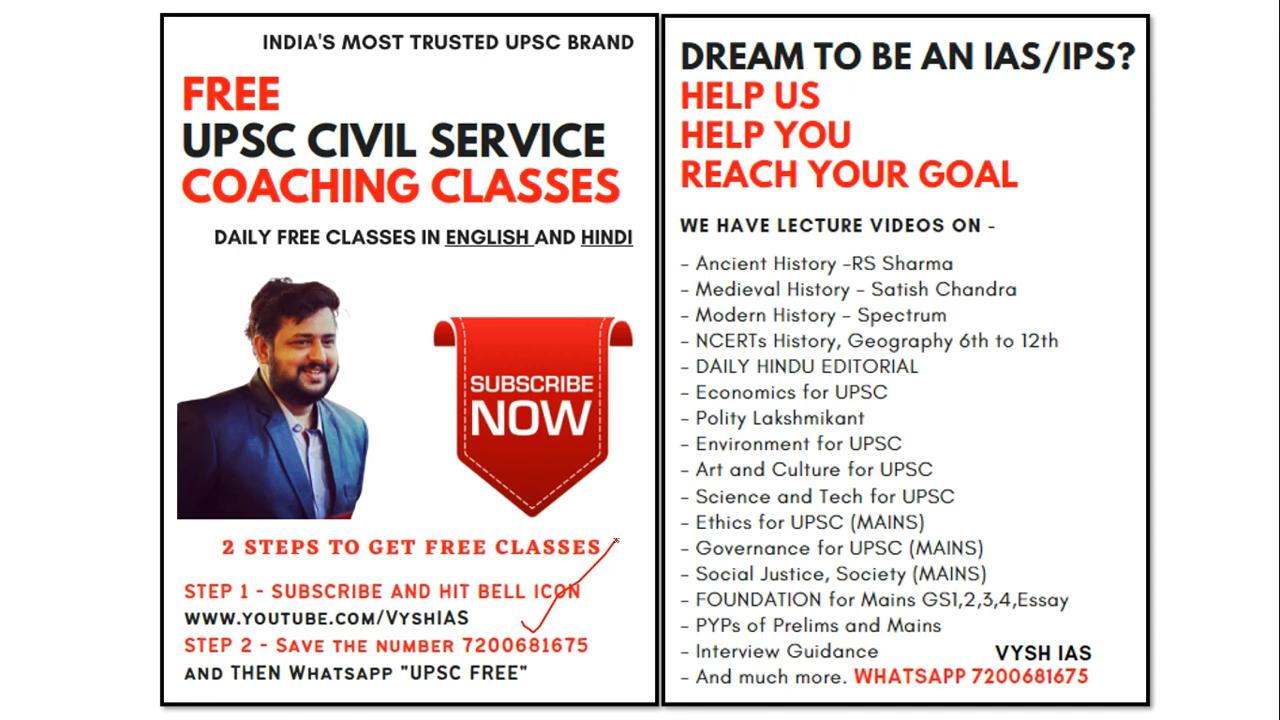 INDIA'S MOST TRUSTED UPSC BRAND
FREE
UPSC CIVIL SERVICE
COACHING CLASSES
DAILY FREE CLASSES IN ENGLISH AND HINDI
SUBSCRIBE
NOW
2 STEPS TO GET FREE CLASSES
STEP 1 - SUBSCRIBE AND HIT BELL ICON
WWW.YOUTUBE.COM/VYSHIAS
STEP 2 - SAVE THE NUMBER 7200681675
AND THEN WHATSAPP "UPSC FREE"
DREAM TO BE AN IAS/IPS?
HELP US
HELP YOU
REACH YOUR GOAL
WE HAVE LECTURE VIDEOS ON -
- Ancient History -RS Sharma
- Medieval History - Satish Chandra
- Modern History - Spectrum
- NCERTs History, Geography 6th to 12th
- DAILY HINDU EDITORIAL
- Economics for UPSC
- Polity Lakshmikant
- Environment for UPSC
- Art and Culture for UPSC
- Science and Tech for UPSC
- Ethics for UPSC (MAINS)
- Governance for UPSC (MAINS)
- Social Justice, Society (MAINS)
- FOUNDATION for Mains GS1,2,3,4,Essay
- PYPs of Prelims and Mains
- Interview Guidance
VYSH IAS
- And much more. WHATSAPP 7200681675